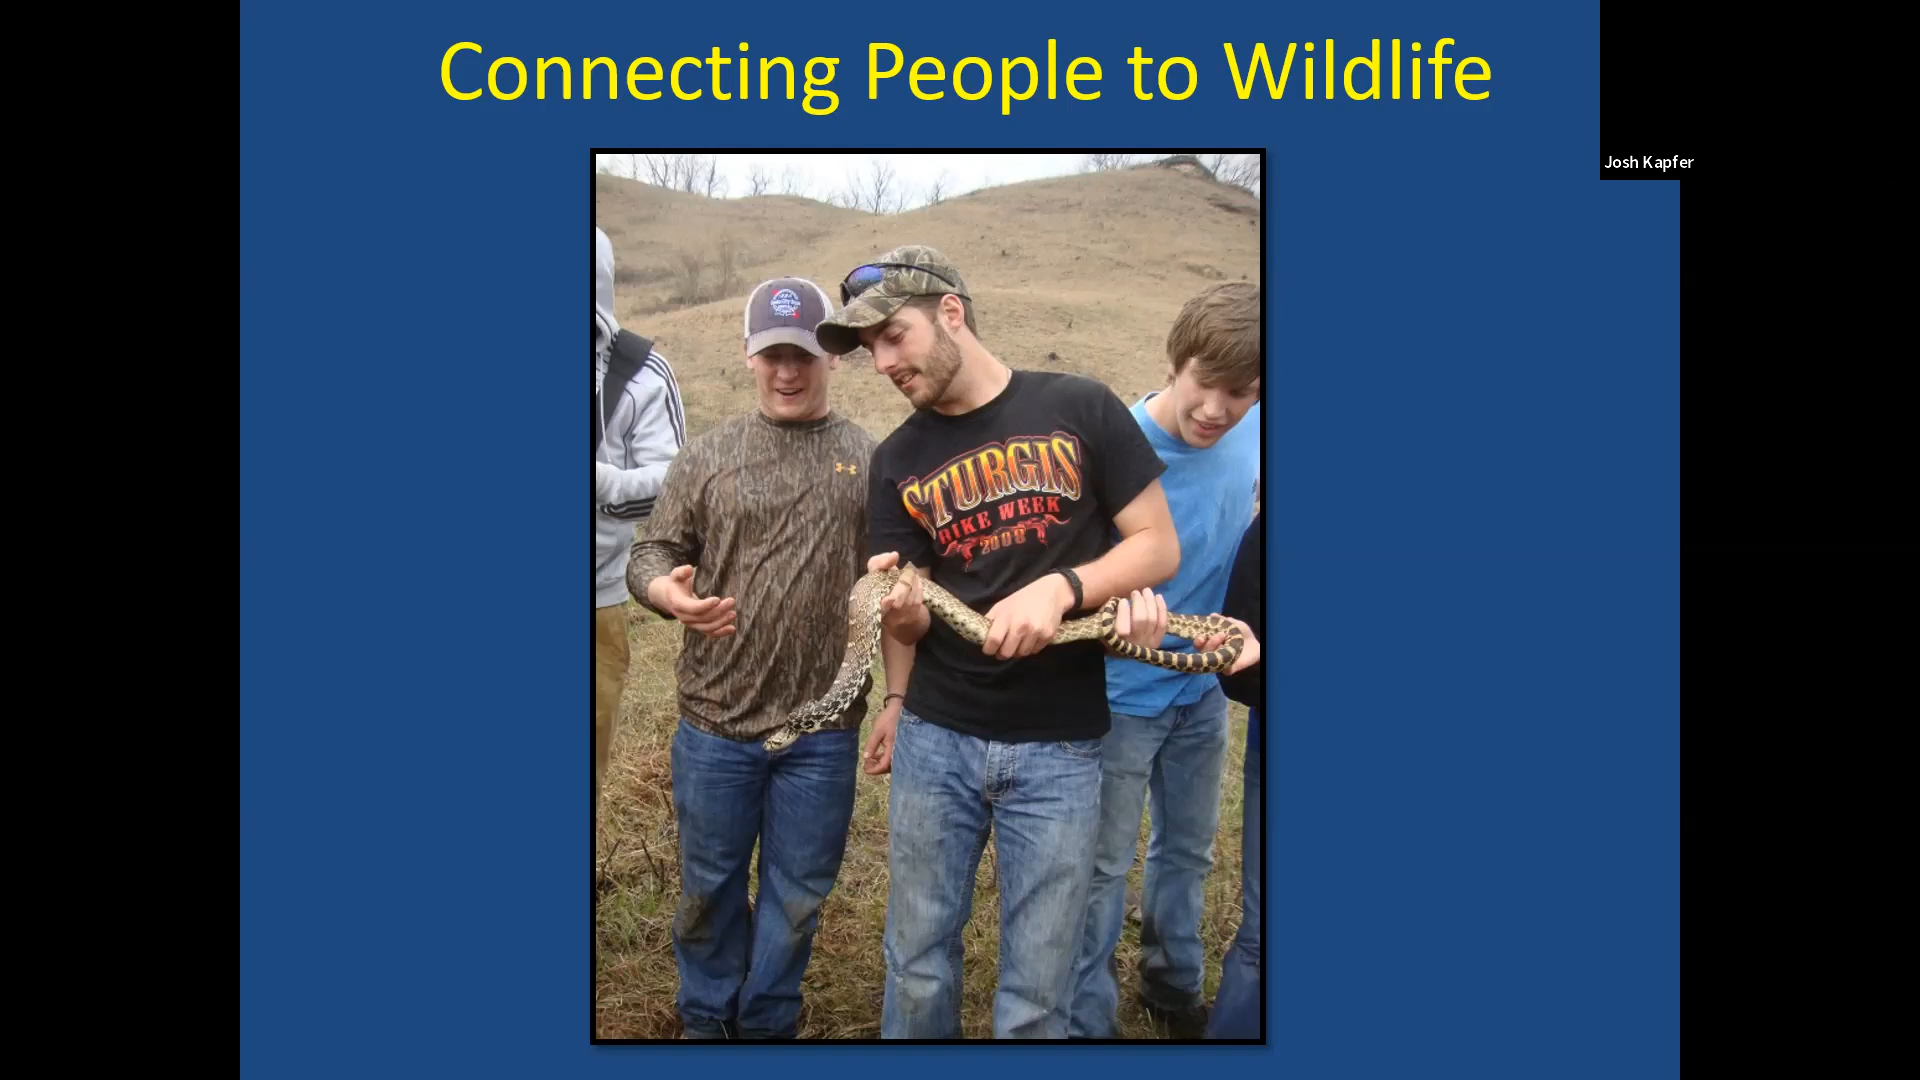 Connecting People to Wildlife
Josh Kapfer
STURGIS
BIKE WEEK
2008